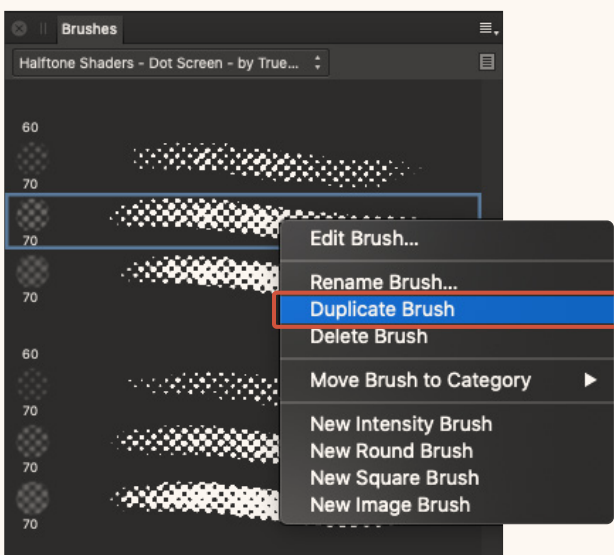 Brushes
Halftone Shaders - Dot Screen - by True...
60
70
70
70
60
70
70
70
Edit Brush...
Rename Brush...
Duplicate Brush
Delete Brush
Move Brush to Category
New Intensity Brush
New Round Brush
New Square Brush
New Image Brush